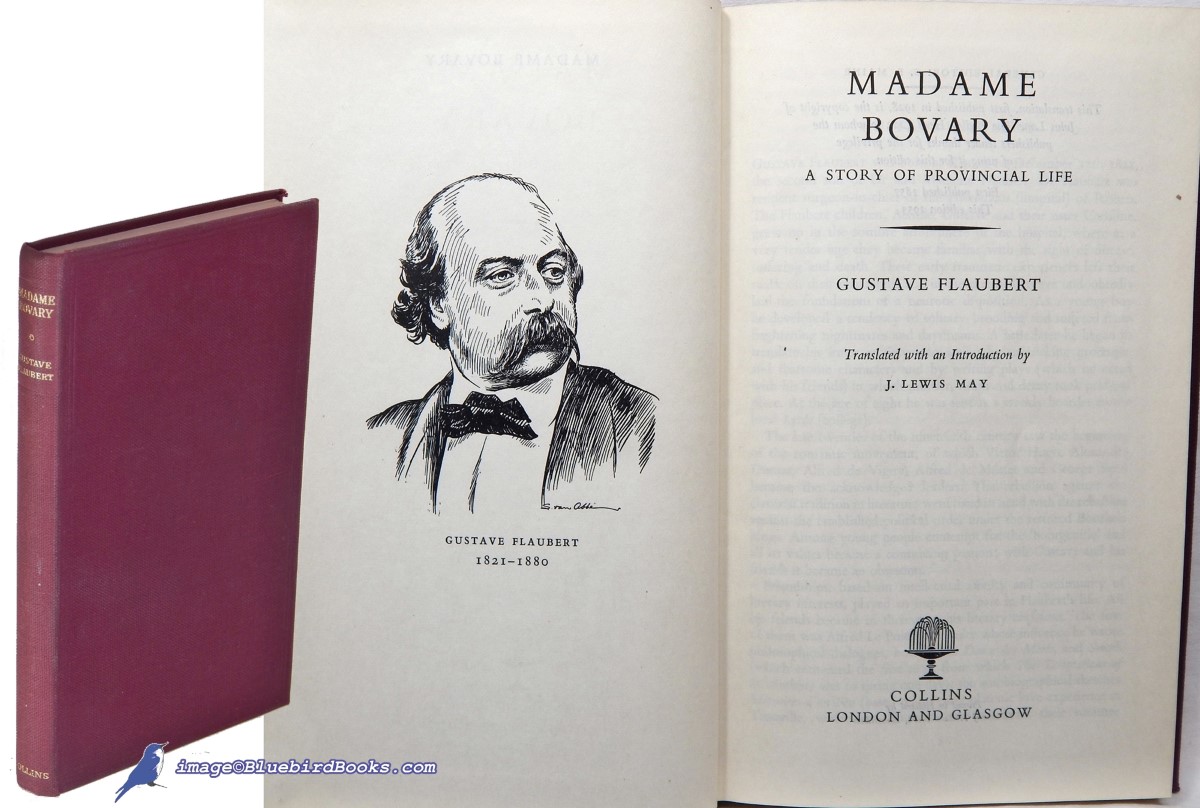 MADAME
BOVARY
GUSTAVE
FLAUBERT
COLLINS
GUSTAVE FLAUBERT
1821–1880
MADAME
BOVARY
A STORY OF PROVINCIAL LIFE
GUSTAVE FLAUBERT
Translated with an Introduction by
J. LEWIS MAY
COLLINS
LONDON AND GLASGOW
image©BluebirdBooks.com